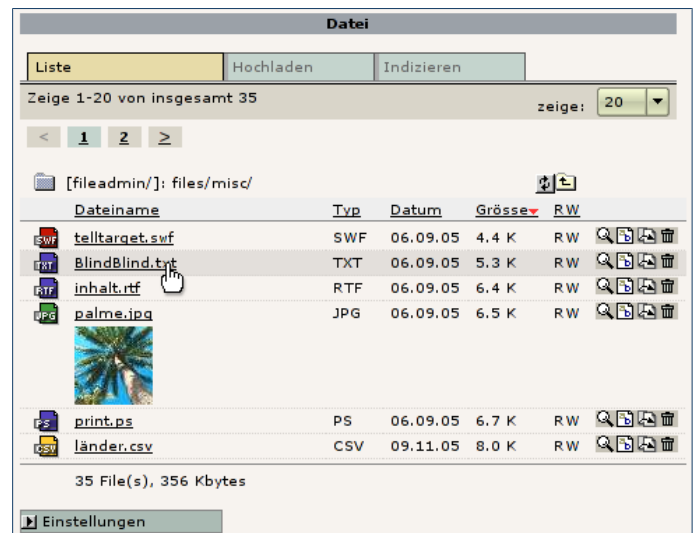 Datei
Liste Hochladen Indizieren
Zeige 1-20 von insgesamt 35 zeige: 20
< 1 2 >
[fileadmin/]: files/misc/
Dateiname Typ Datum Grösse RW
SWF telltarget.swf SWF 06.09.05 4.4 K RW
TXT BlindBlind.txt TXT 06.09.05 5.3 K RW
RTF inhalt.rtf RTF 06.09.05 6.4 K RW
JPG palme.jpg JPG 06.09.05 6.5 K RW
PS print.ps PS 06.09.05 6.7 K RW
CSV länder.csv CSV 09.11.05 8.0 K RW
35 File(s), 356 Kbytes
Einstellungen